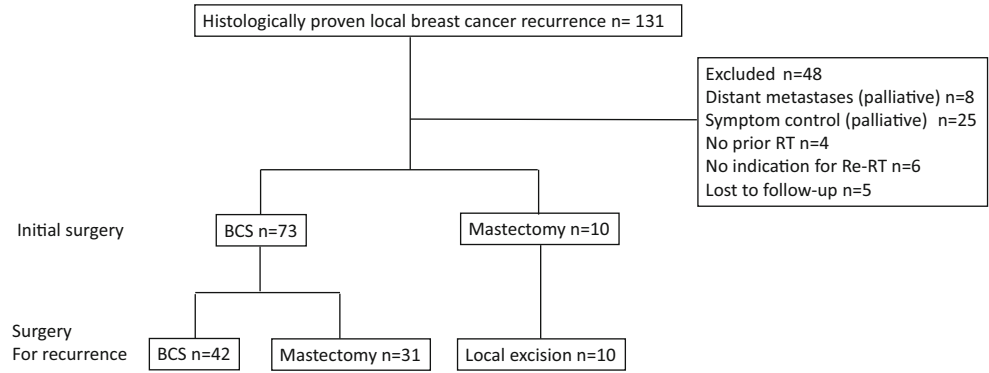 Histologically proven local breast cancer recurrence n= 131
Excluded n=48
Distant metastases (palliative) n=8
Symptom control (palliative) n=25
No prior RT n=4
No indication for Re-RT n=6
Lost to follow-up n=5
Initial surgery
BCS n=73
Mastectomy n=10
Surgery
For recurrence
BCS n=42
Mastectomy n=31
Local excision n=10